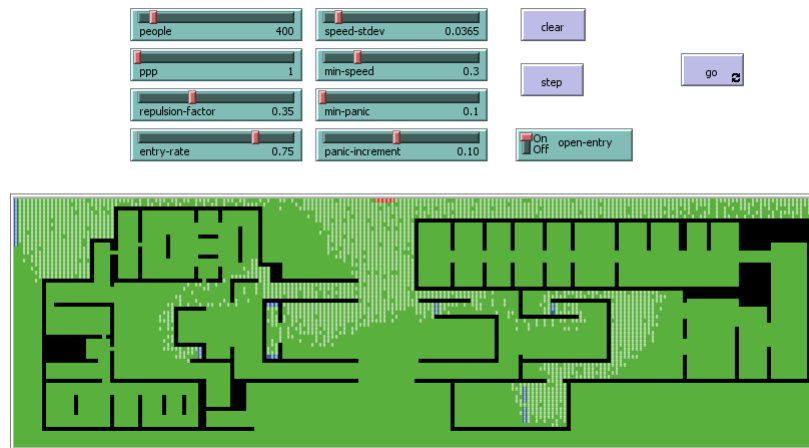 people 400 speed-stdev 0.0365 clear
ppp 1 min-speed 0.3 go
step
repulsion-factor 0.35 min-panic 0.1
entry-rate 0.75 panic-increment 0.10 On Off open-entry